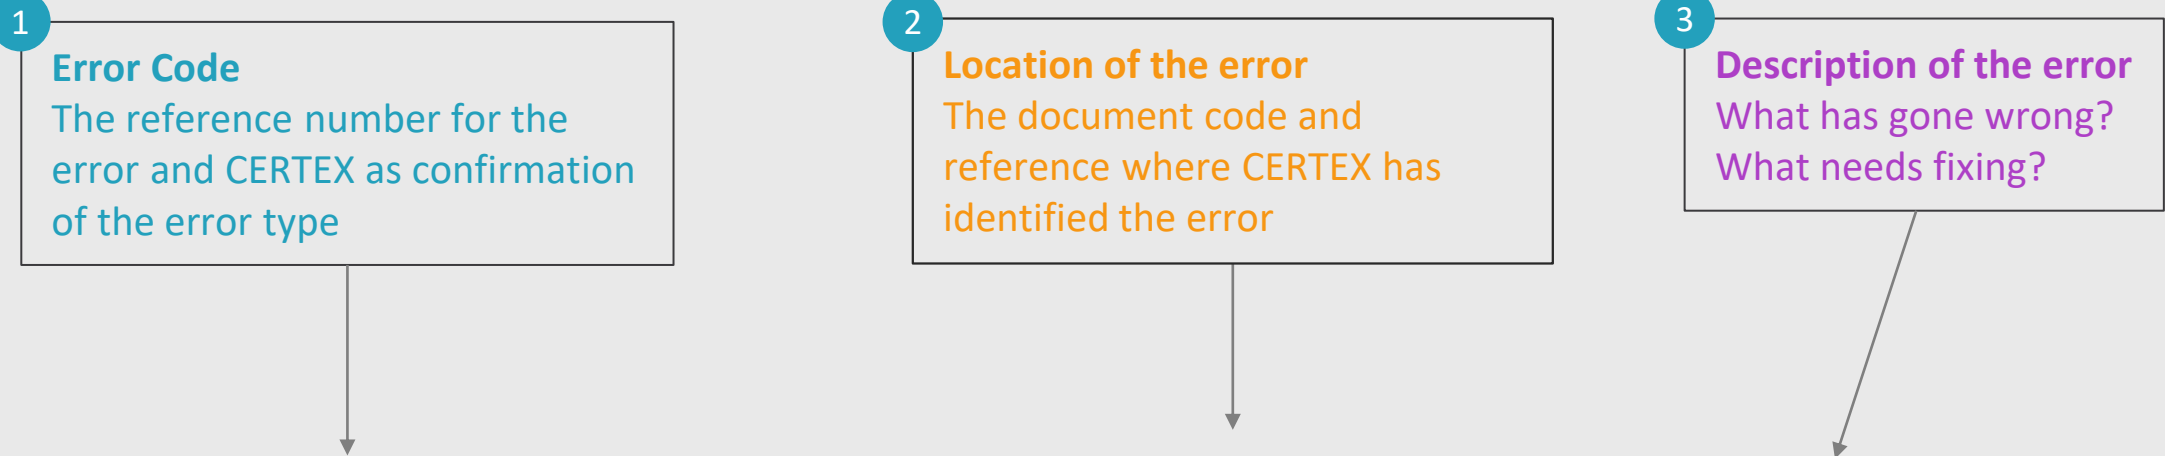 1
Error Code
The reference number for the
error and CERTEX as confirmation
of the error type
2
Location of the error
The document code and
reference where CERTEX has
identified the error
3
Description of the error
What has gone wrong?
What needs fixing?